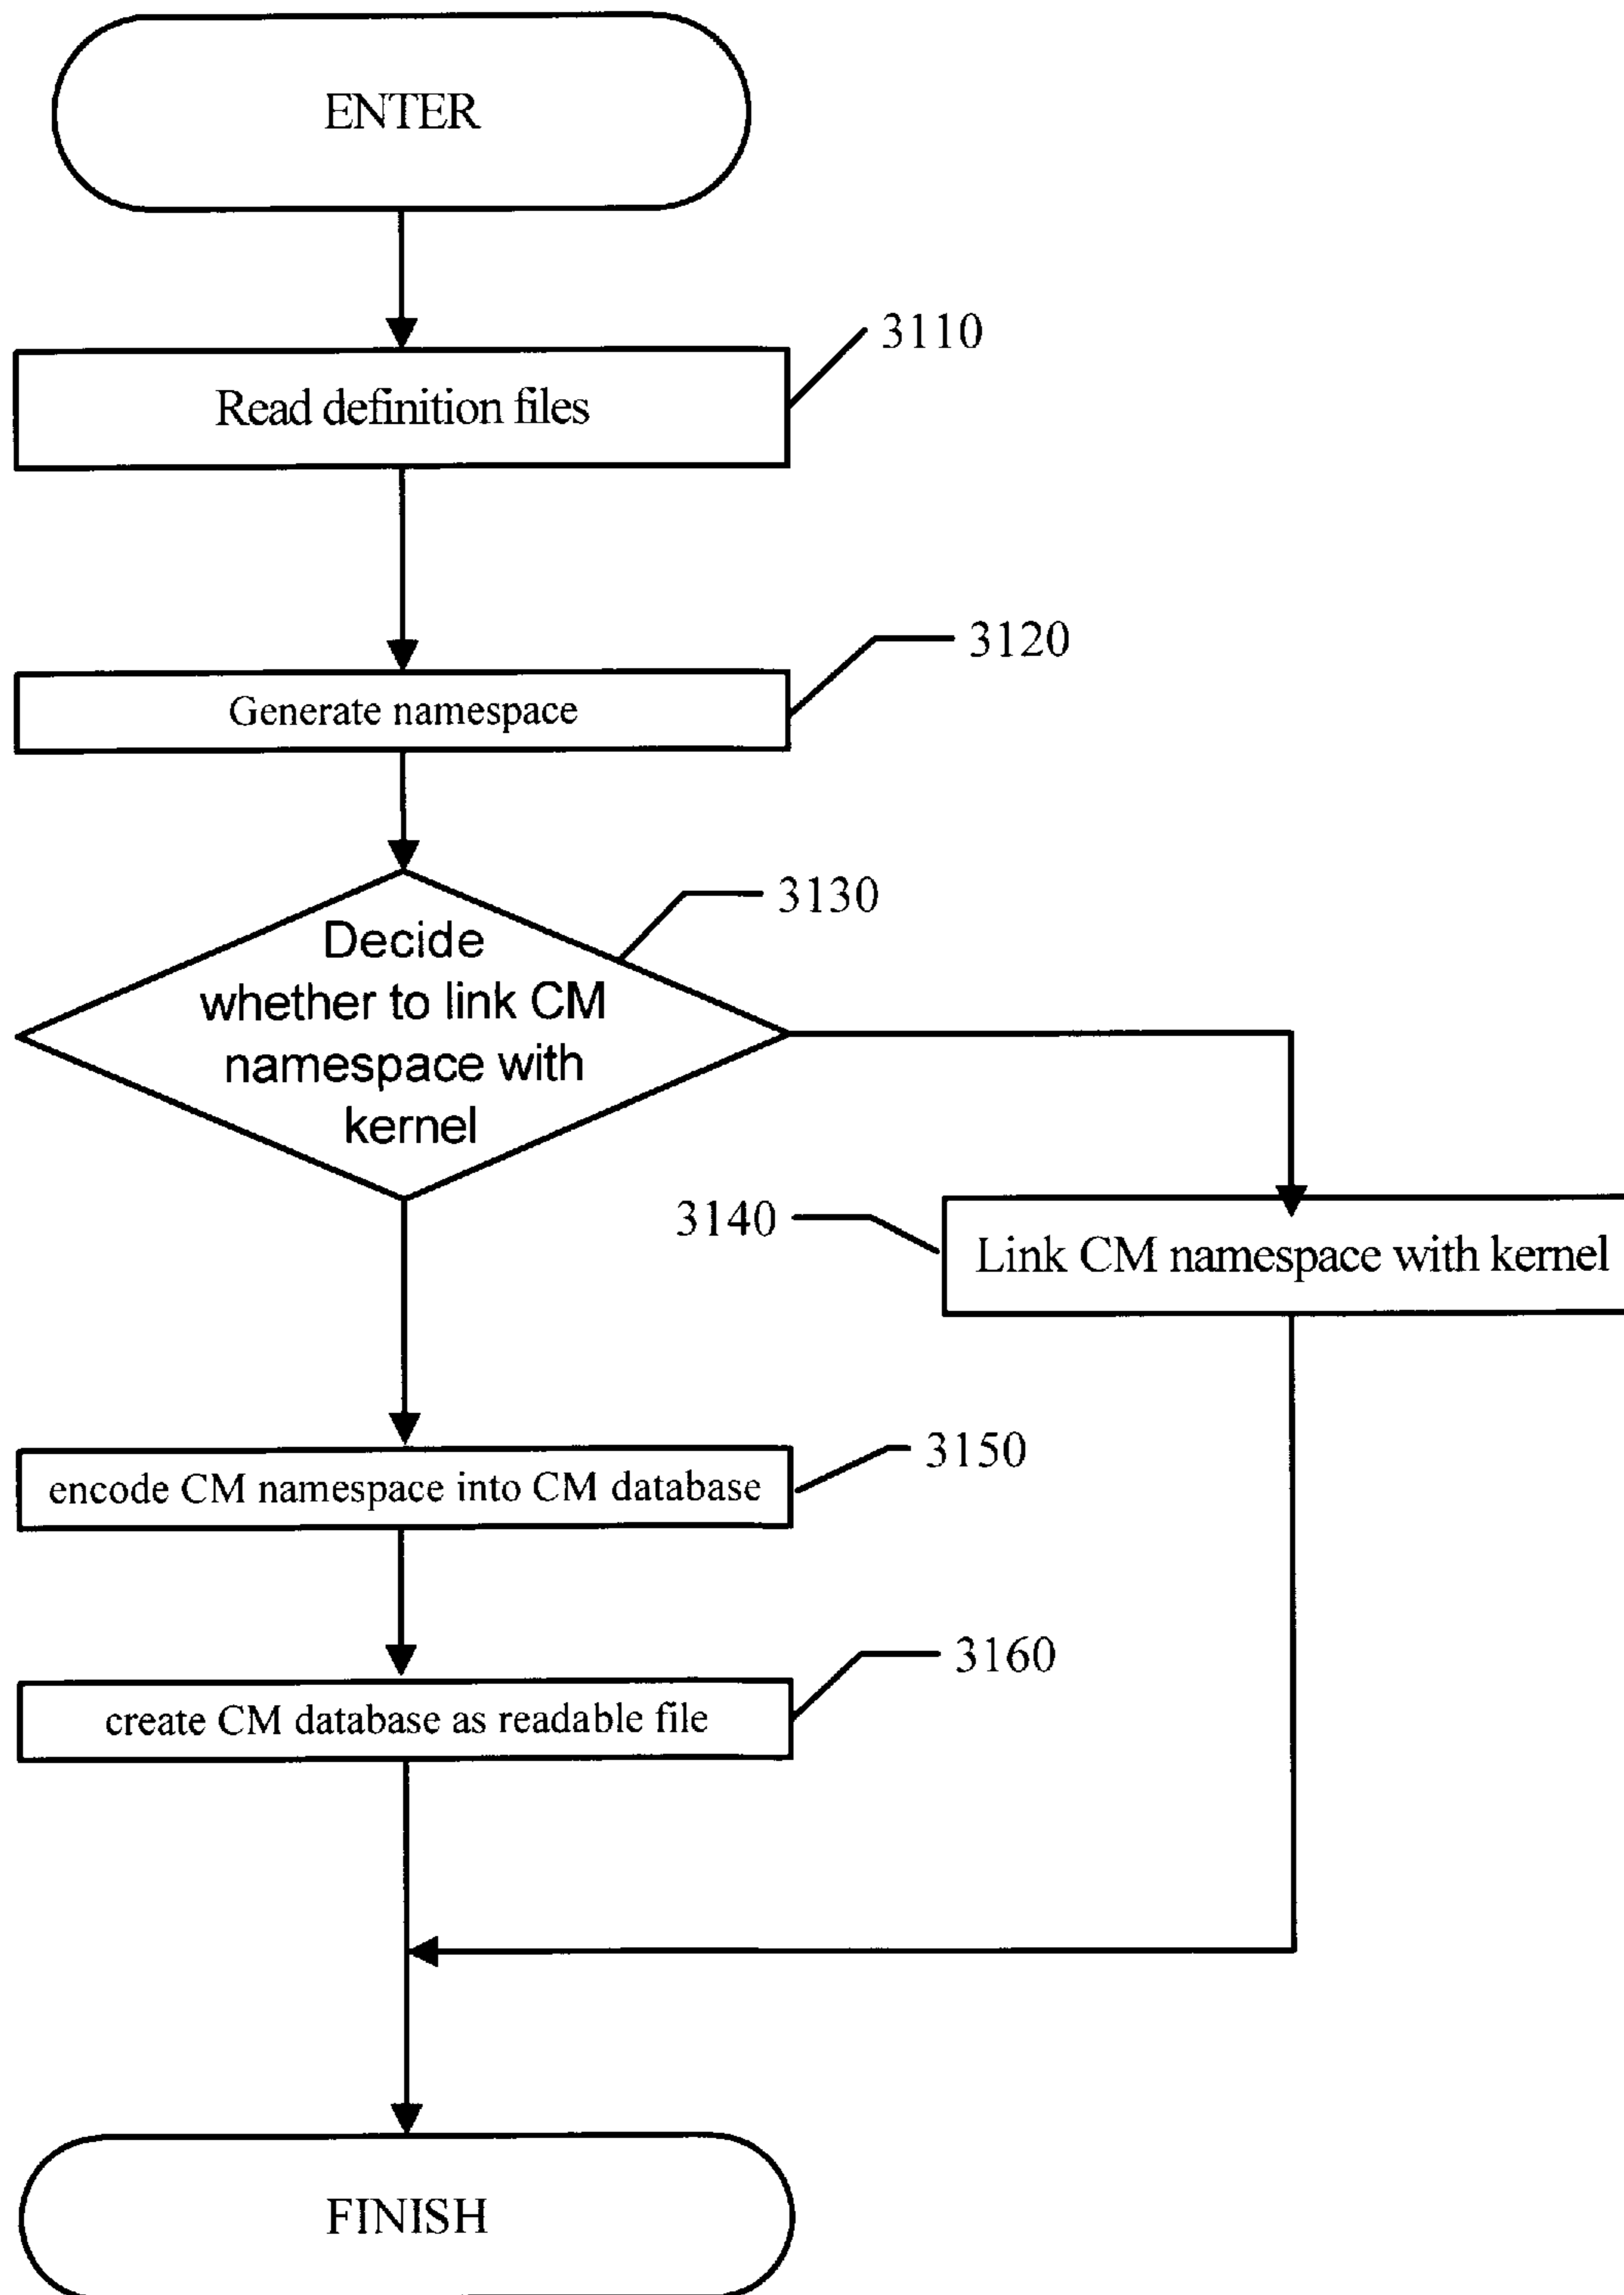 ENTER
3110
Read definition files
3120
Generate namespace
3130
Decide
whether to link CM
namespace with
kernel
3140
Link CM namespace with kernel
3150
encode CM namespace into CM database
3160
create CM database as readable file
FINISH